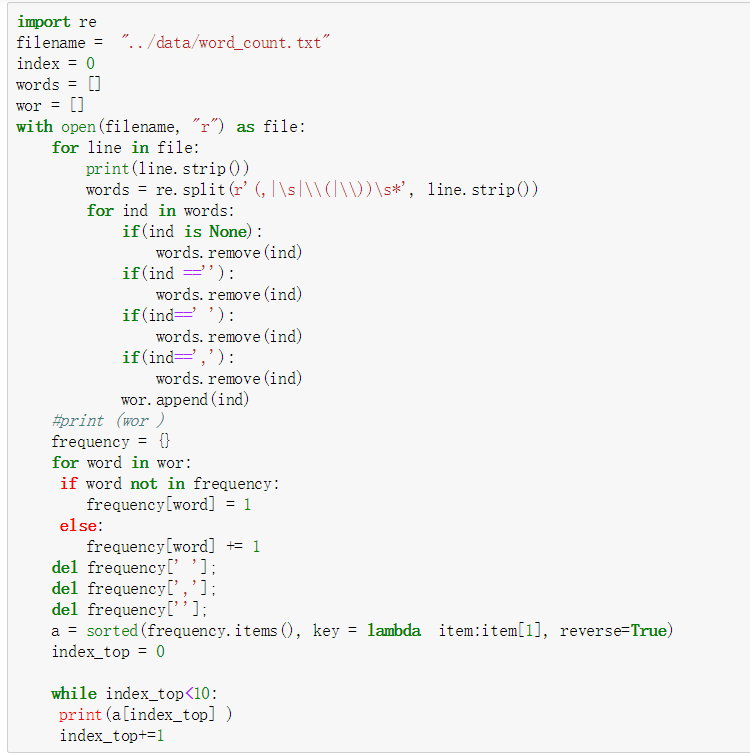 import re
filename =  "../data/word_count.txt"
index = 0
words = []
wor = []
with open(filename, "r") as file:
    for line in file:
        print(line.strip())
        words = re.split(r'(,|\s|\\(|\\))\s*', line.strip())
        for ind in words:
            if(ind is None):
                words.remove(ind)
            if(ind ==''):
                words.remove(ind)
            if(ind==' '):
                words.remove(ind)
            if(ind==','):
                words.remove(ind)
            wor.append(ind)
    #print (wor )
    frequency = {}
    for word in wor:
     if word not in frequency:
        frequency[word] = 1
     else:
        frequency[word] += 1
    del frequency[' '];
    del frequency[','];
    del frequency[''];
    a = sorted(frequency.items(), key = lambda  item:item[1], reverse=True)
    index_top = 0

    while index_top<10:
     print(a[index_top] )
     index_top+=1